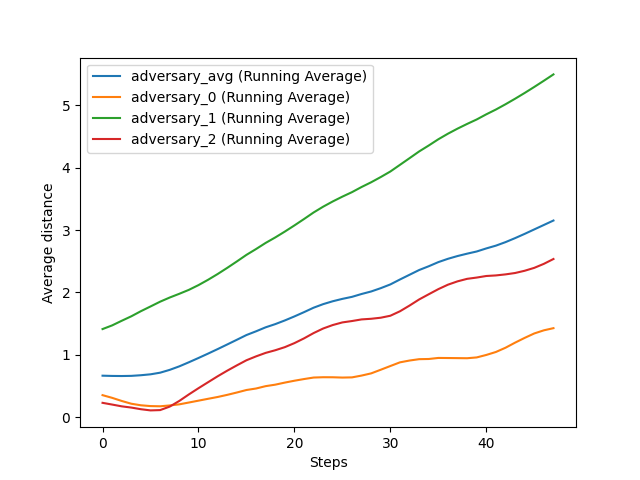 adversary_avg (Running Average)
adversary_0 (Running Average)
adversary_1 (Running Average)
adversary_2 (Running Average)
Average distance
5
4
3
2
1
0
0 10 20 30 40
Steps